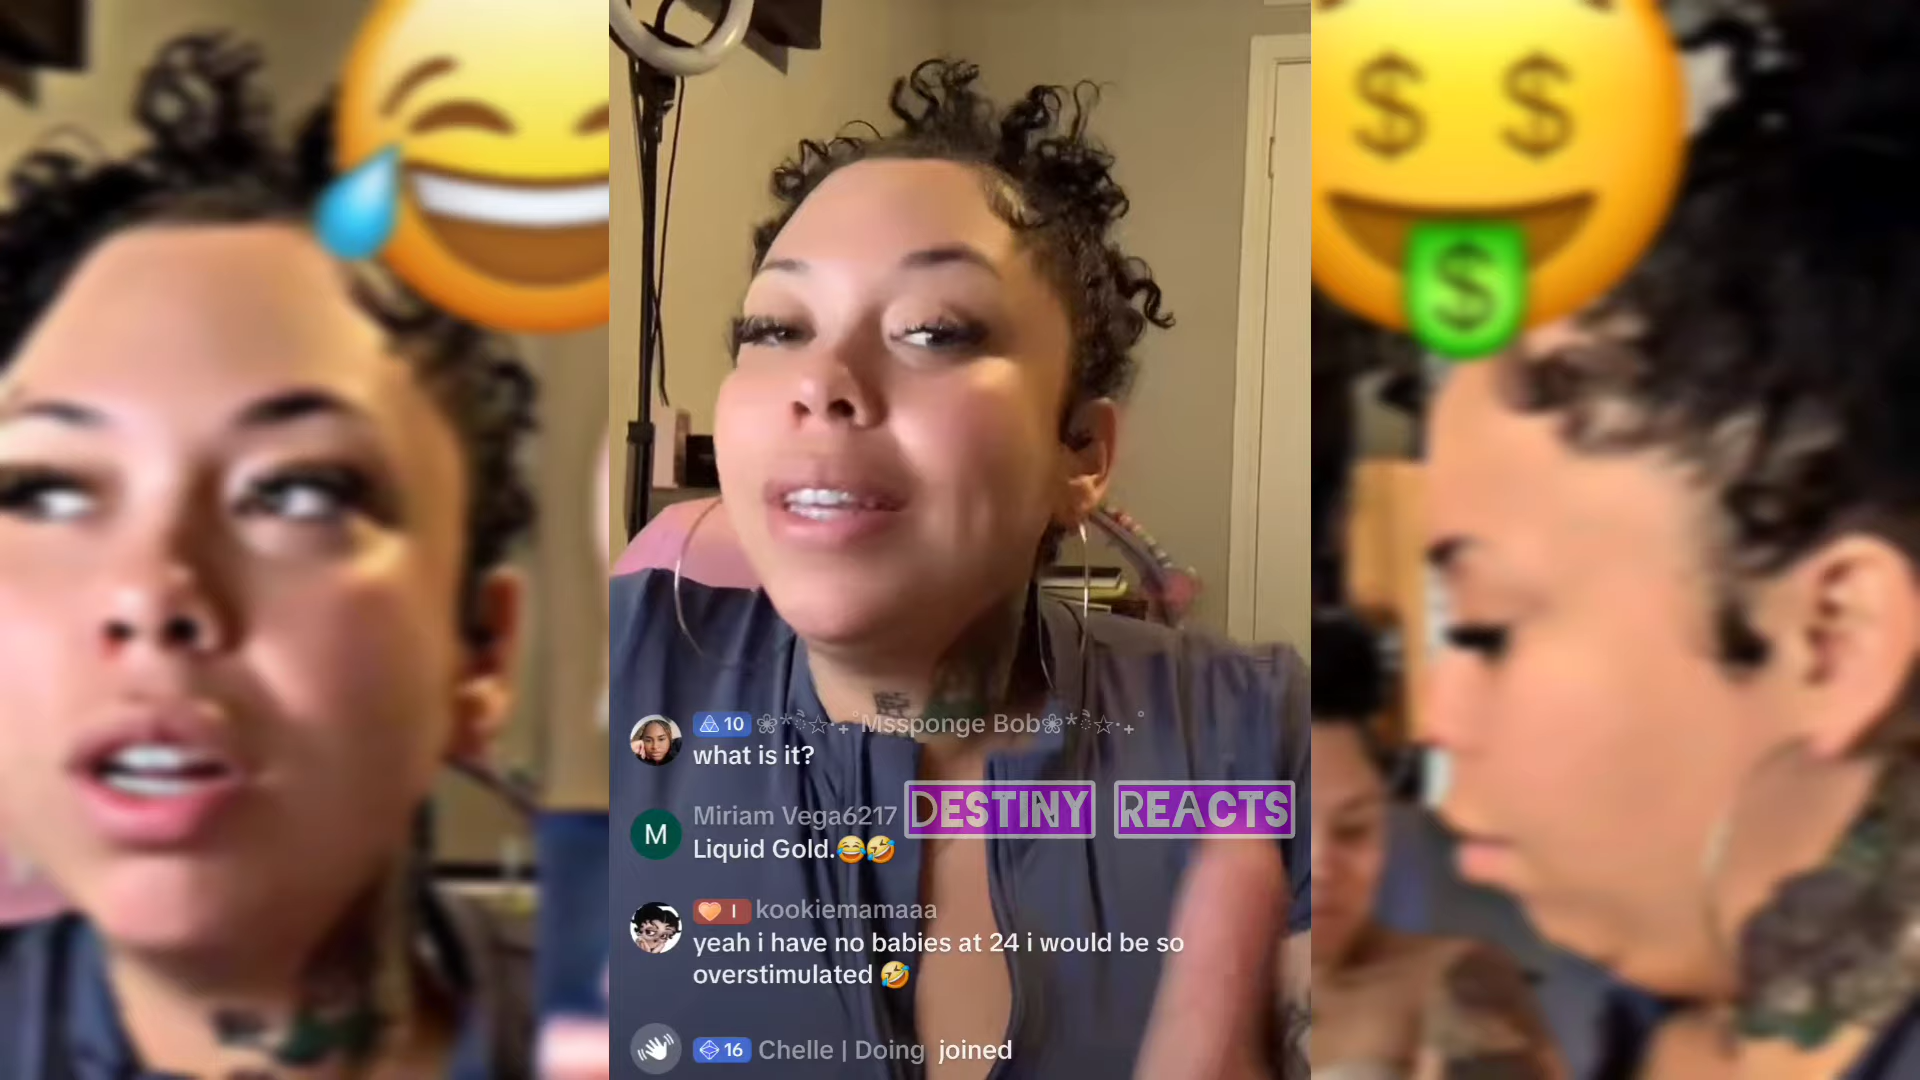 10 ❀*ੈ☆·₊˚Mssponge Bob❀*ੈ☆·₊˚
what is it?
Miriam Vega6217
DESTINY REACTS
M
Liquid Gold.😂🤣
I kookiemamaaa
yeah i have no babies at 24 i would be so
overstimulated 🤣
16 Chelle | Doing joined